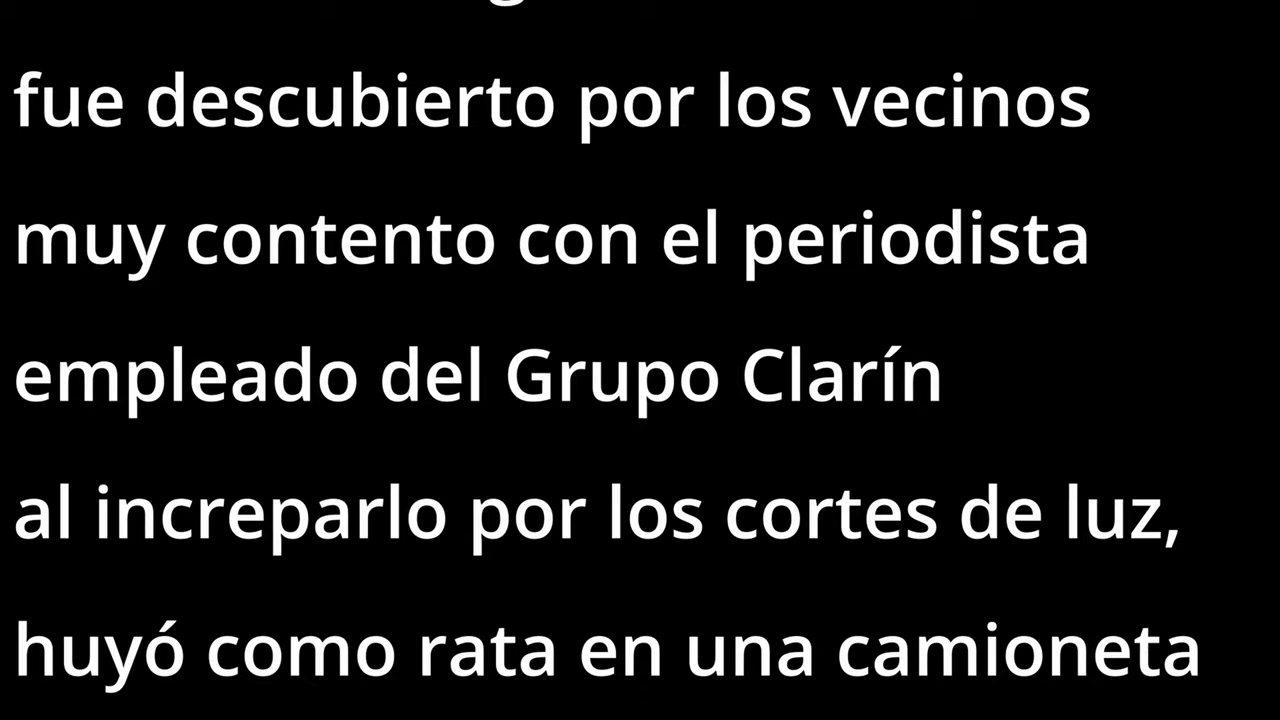 fue descubierto por los vecinos
muy contento con el periodista
empleado del Grupo Clarín
al increparlo por los cortes de luz,
huyó como rata en una camioneta